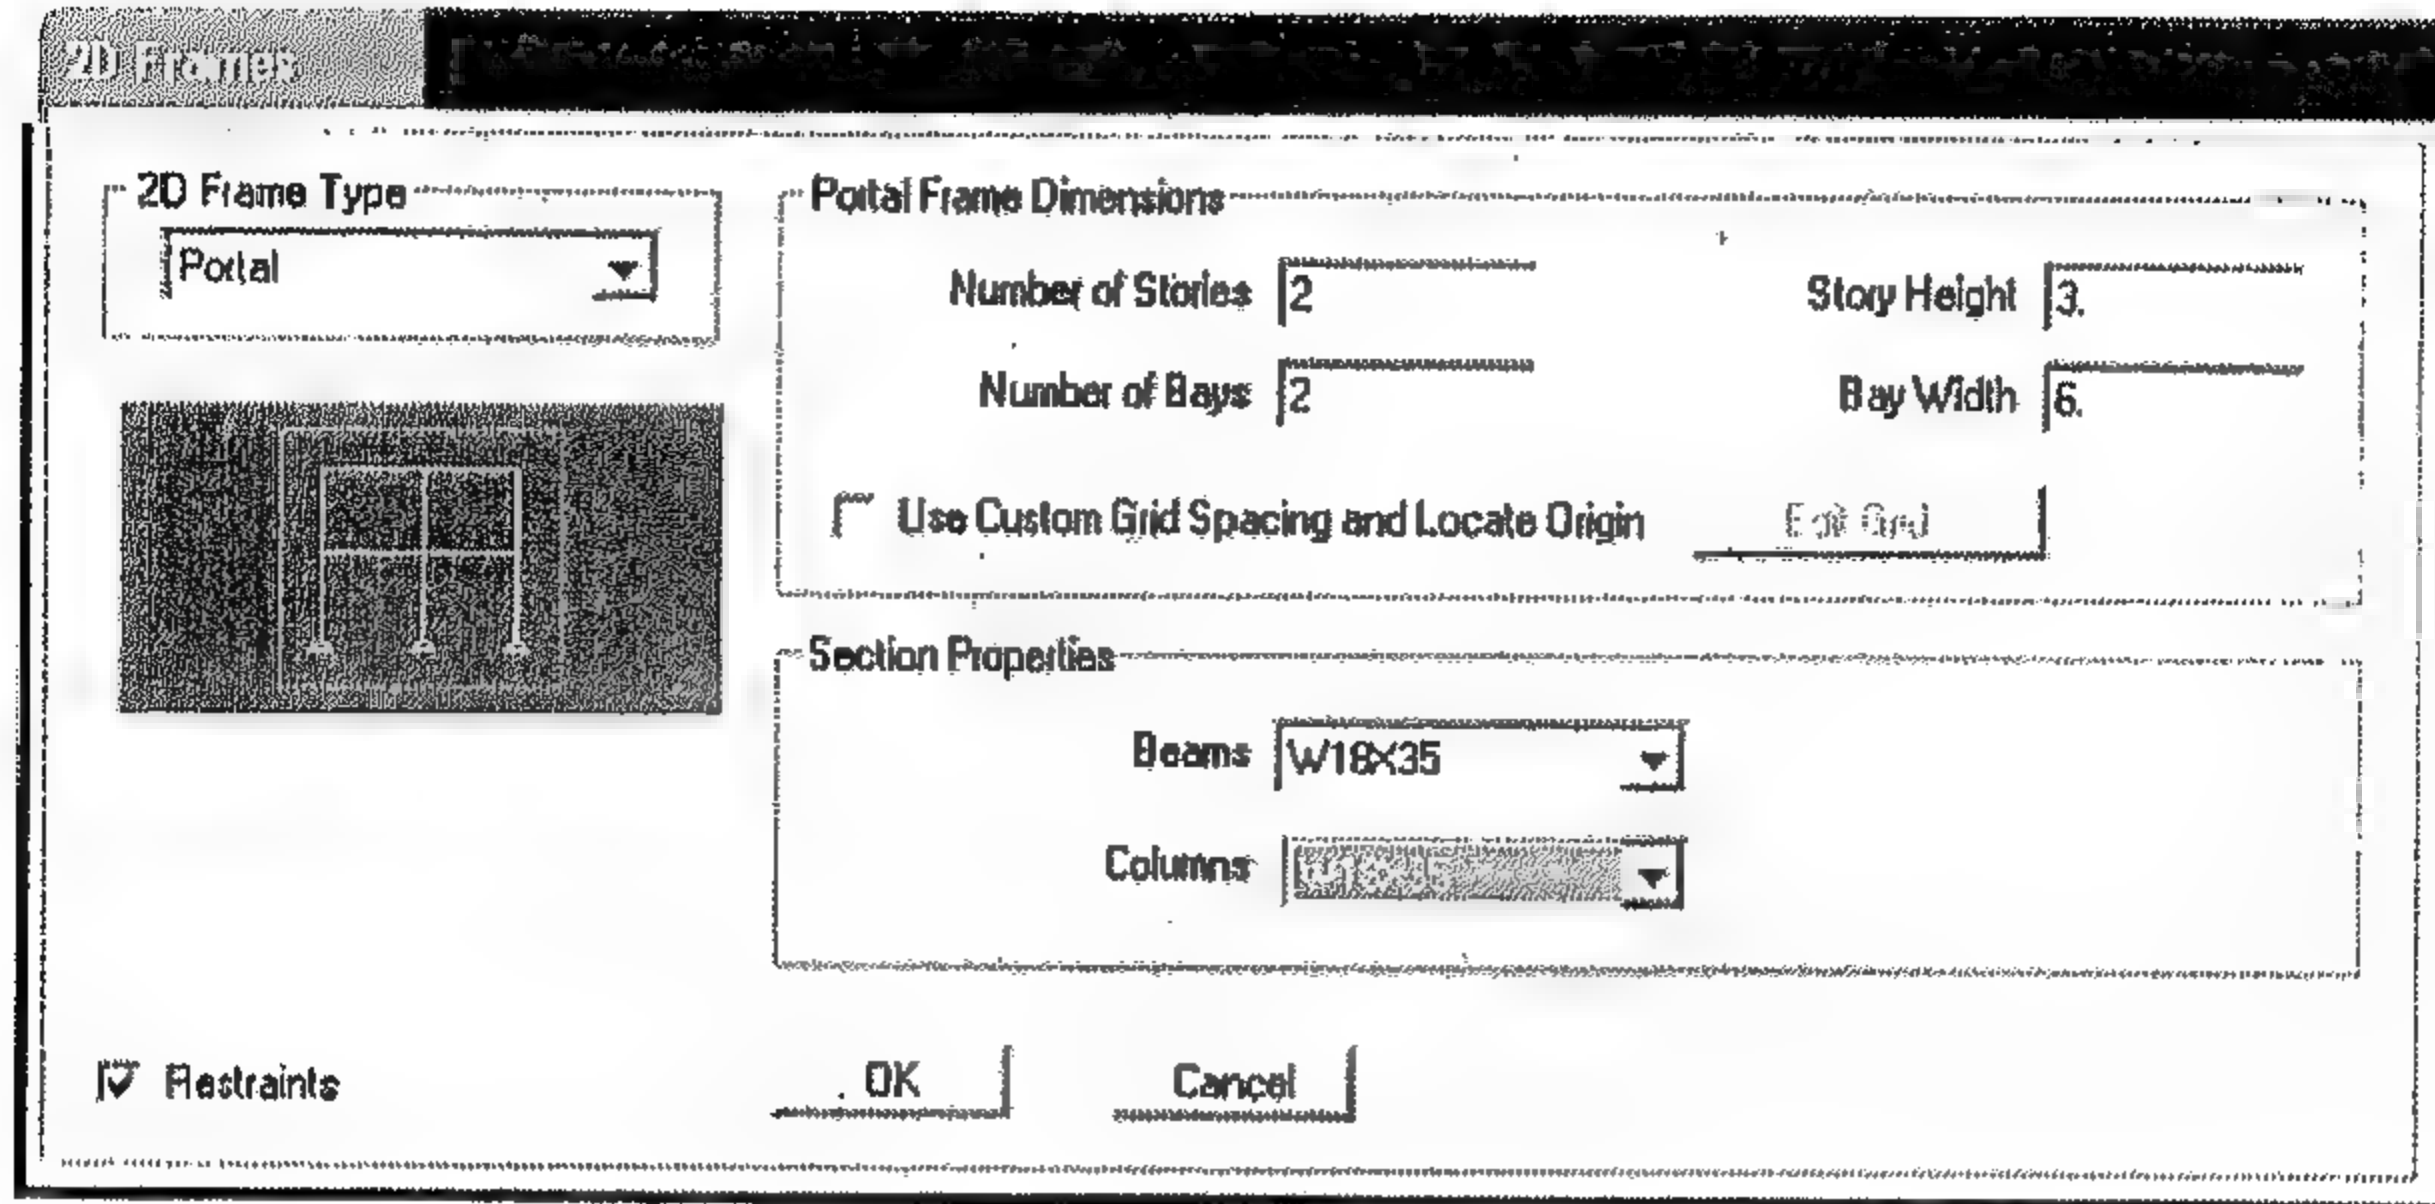 2D Frames
2D Frame Type
Portal
Portal Frame Dimensions
Number of Stories 2
Story Height 3.
Number of Bays 2
Bay Width 6.
Use Custom Grid Spacing and Locate Origin
Edit Grid
Section Properties
Beams W18X35
Columns
Restraints
OK
Cancel